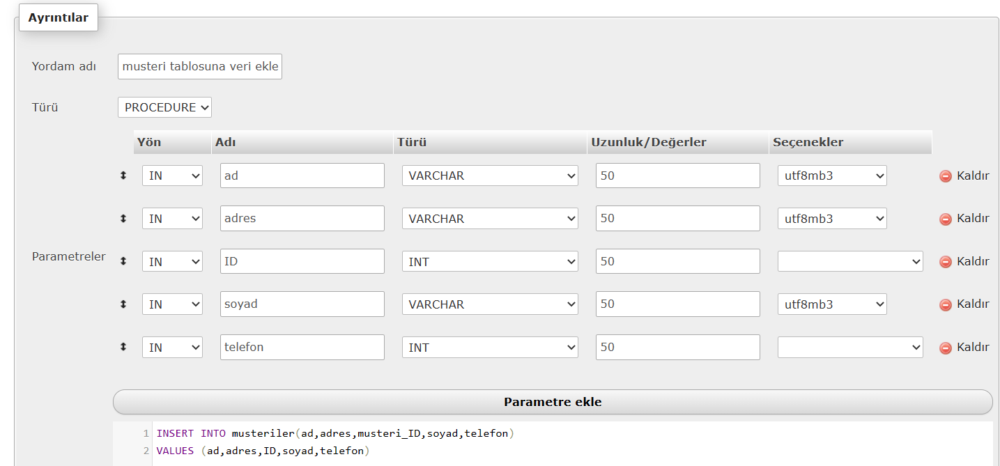 Ayrıntılar
Yordam adı musteri tablosuna veri ekle
Türü PROCEDURE
Yön Adı Türü Uzunluk/Değerler Seçenekler
IN ad VARCHAR 50 utf8mb3 Kaldır
IN adres VARCHAR 50 utf8mb3 Kaldır
Parametreler IN ID INT 50 Kaldır
IN soyad VARCHAR 50 utf8mb3 Kaldır
IN telefon INT 50 Kaldır
Parametre ekle
1 INSERT INTO musteriler(ad,adres,musteri_ID,soyad,telefon)
2 VALUES (ad,adres,ID,soyad,telefon)